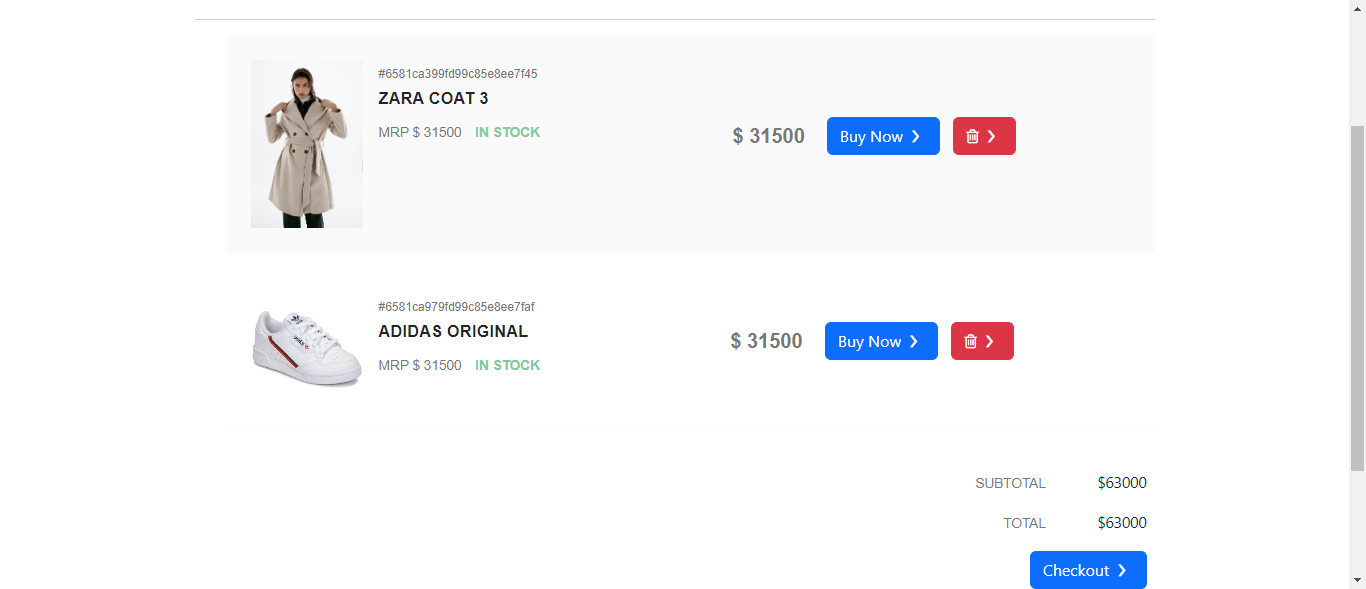 #6581ca399fd99c85e8ee7f45
ZARA COAT 3
MRP $ 31500 IN STOCK
$ 31500 Buy Now ❯ ❯
#6581ca979fd99c85e8ee7faf
ADIDAS ORIGINAL
MRP $ 31500 IN STOCK
$ 31500 Buy Now ❯ ❯
SUBTOTAL $63000
TOTAL $63000
Checkout ❯